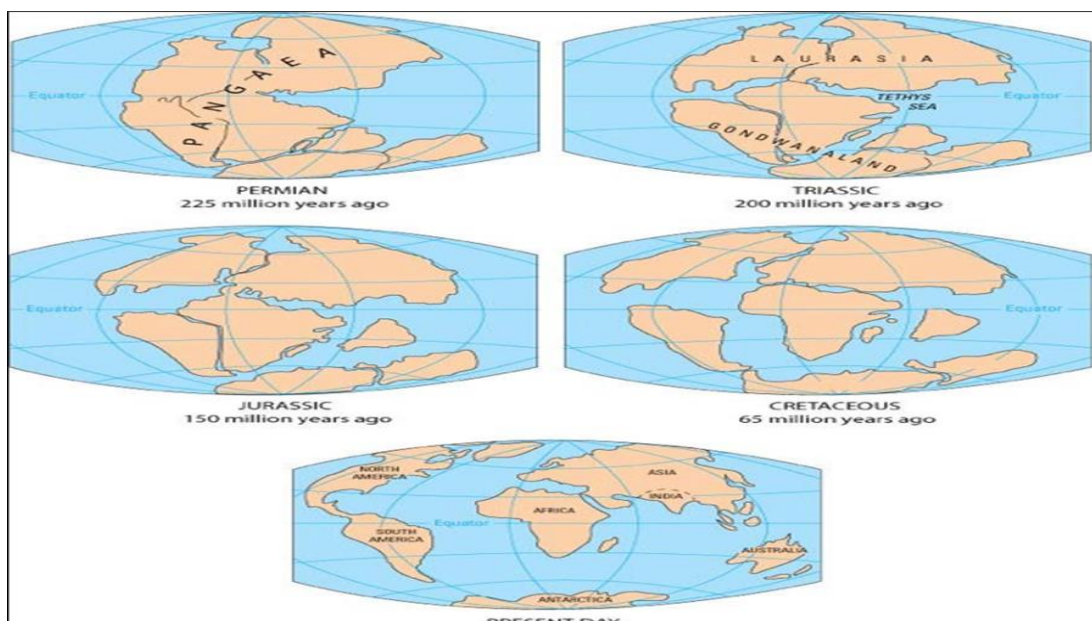 Equator
PANGAEA
PERMIAN
225 million years ago
LAURASIA
TETHYS
SEA
Equator
GONDWANALAND
TRIASSIC
200 million years ago
Equator
JURASSIC
150 million years ago
Equator
CRETACEOUS
65 million years ago
NORTH
AMERICA
ASIA
INDIA
AFRICA
Equator
SOUTH
AMERICA
AUSTRALIA
ANTARCTICA
PRESENT DAY